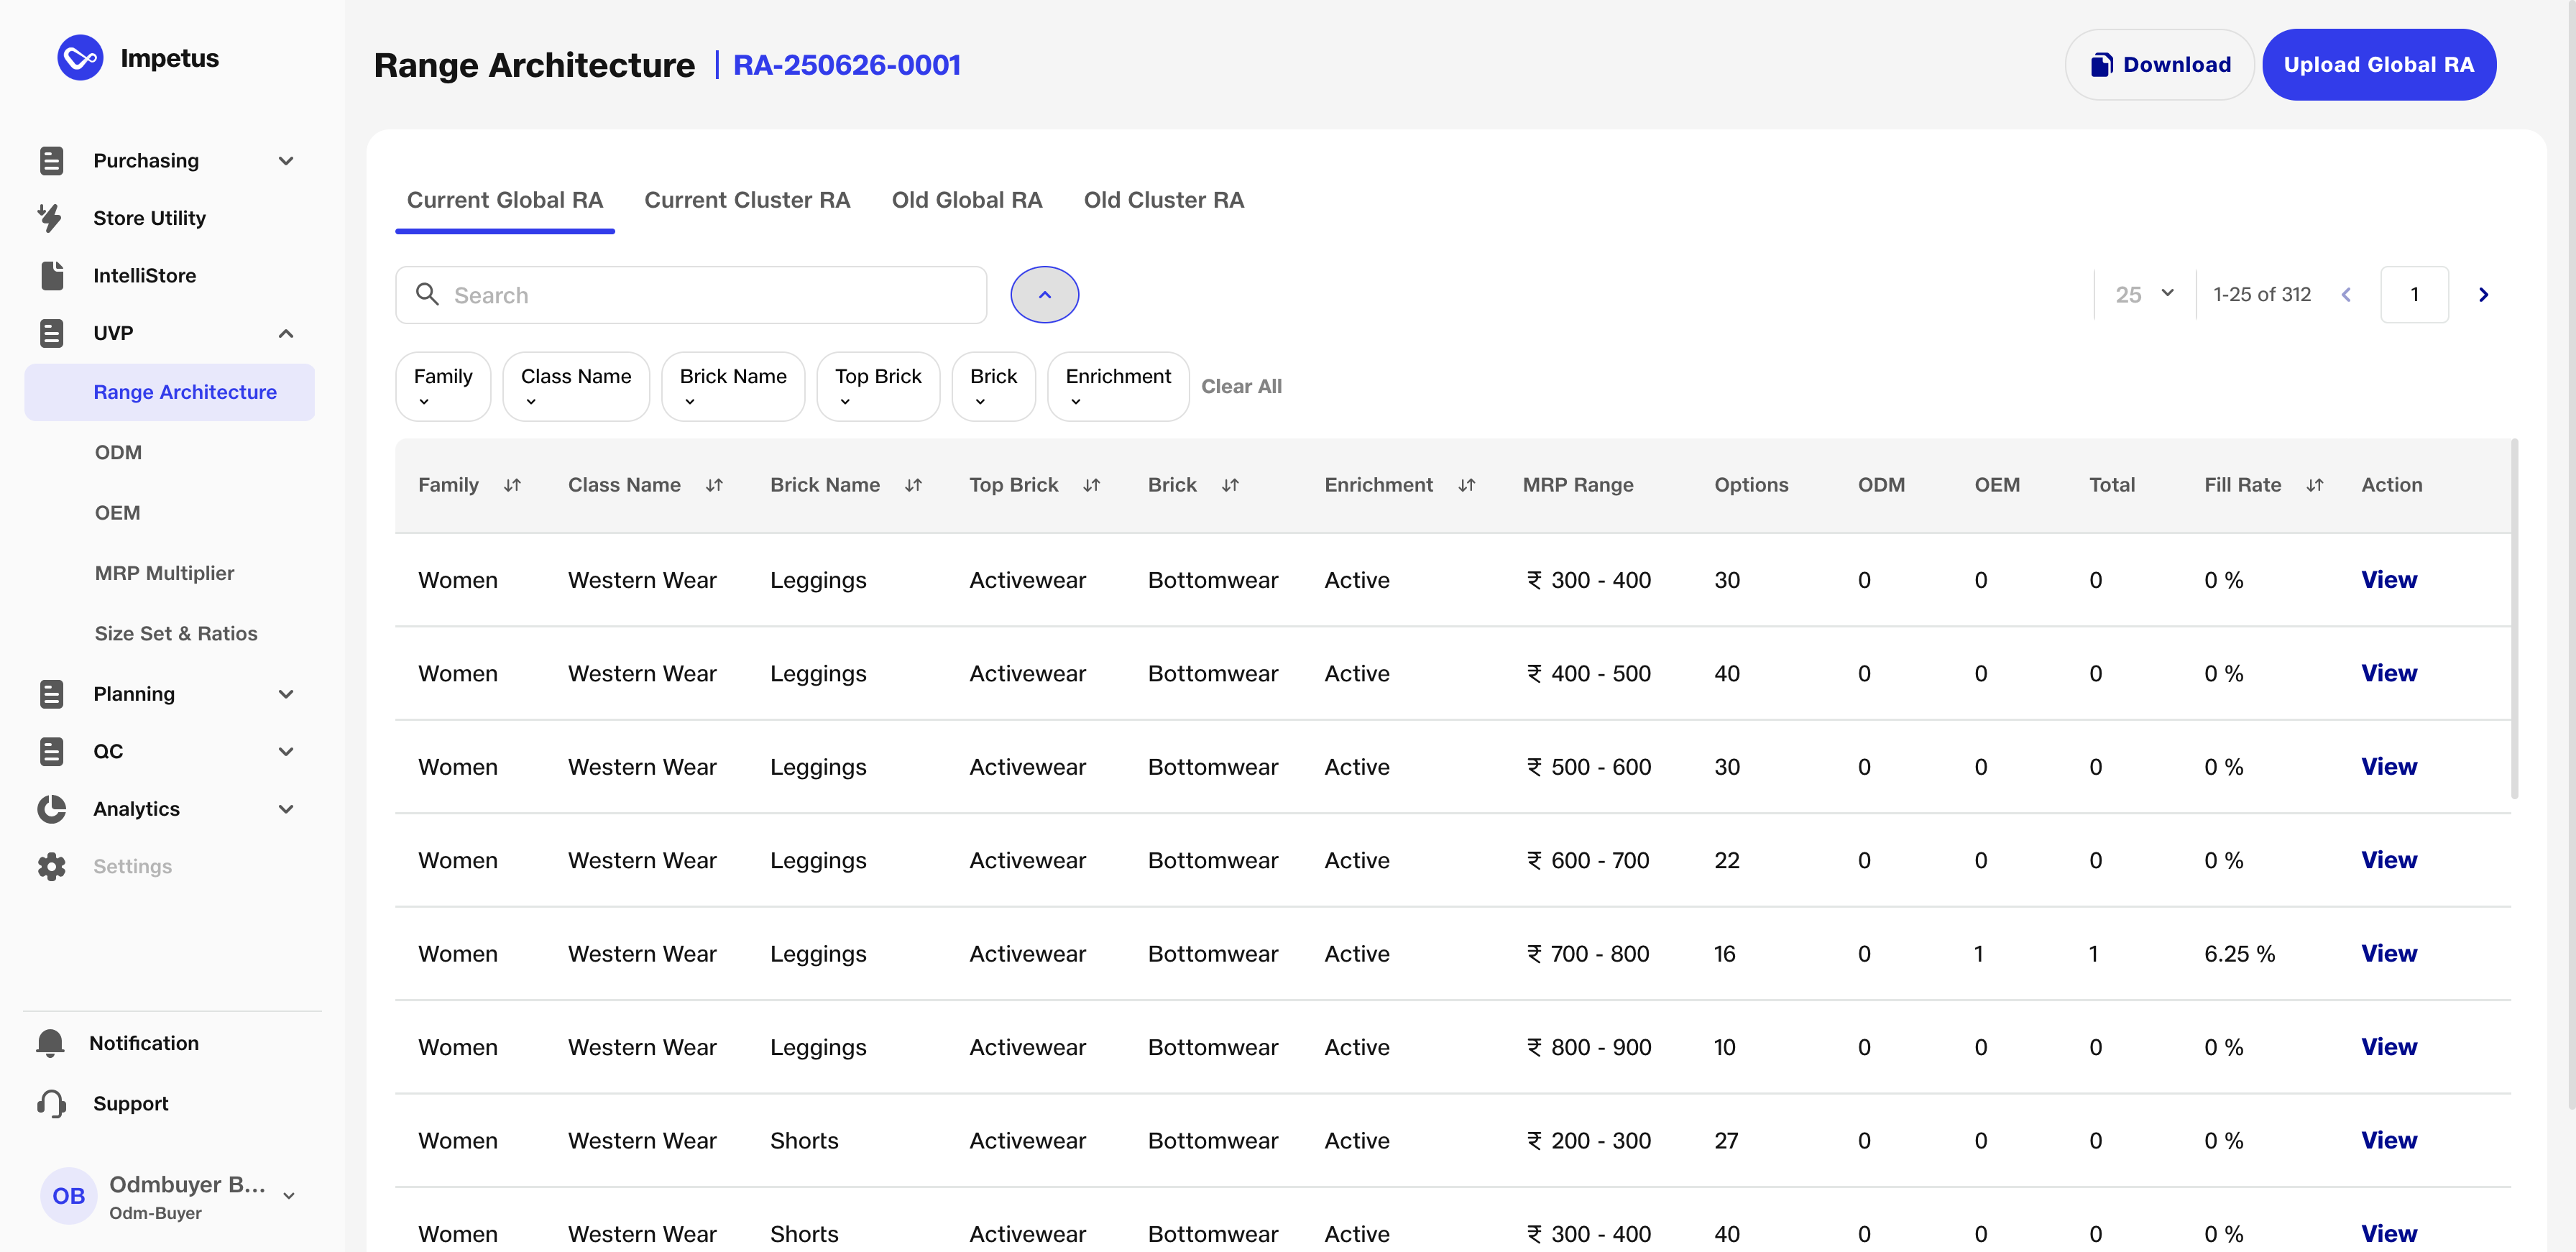 Impetus
Purchasing
Store Utility
IntelliStore
UVP
Range Architecture
ODM
OEM
MRP Multiplier
Size Set & Ratios
Planning
QC
Analytics
Settings
Notification
Support
OB
Odmbuyer B...
Odm-Buyer
Range Architecture | RA-250626-0001
Download
Upload Global RA
Current Global RA Current Cluster RA Old Global RA Old Cluster RA
Search
25
1-25 of 312
1
Family Class Name Brick Name Top Brick Brick Enrichment Clear All
Family Class Name Brick Name Top Brick Brick Enrichment MRP Range Options ODM OEM Total Fill Rate Action
Women Western Wear Leggings Activewear Bottomwear Active ₹ 300 - 400 30 0 0 0 0 % View
Women Western Wear Leggings Activewear Bottomwear Active ₹ 400 - 500 40 0 0 0 0 % View
Women Western Wear Leggings Activewear Bottomwear Active ₹ 500 - 600 30 0 0 0 0 % View
Women Western Wear Leggings Activewear Bottomwear Active ₹ 600 - 700 22 0 0 0 0 % View
Women Western Wear Leggings Activewear Bottomwear Active ₹ 700 - 800 16 0 1 1 6.25 % View
Women Western Wear Leggings Activewear Bottomwear Active ₹ 800 - 900 10 0 0 0 0 % View
Women Western Wear Shorts Activewear Bottomwear Active ₹ 200 - 300 27 0 0 0 0 % View
Women Western Wear Shorts Activewear Bottomwear Active ₹ 300 - 400 40 0 0 0 0 % View